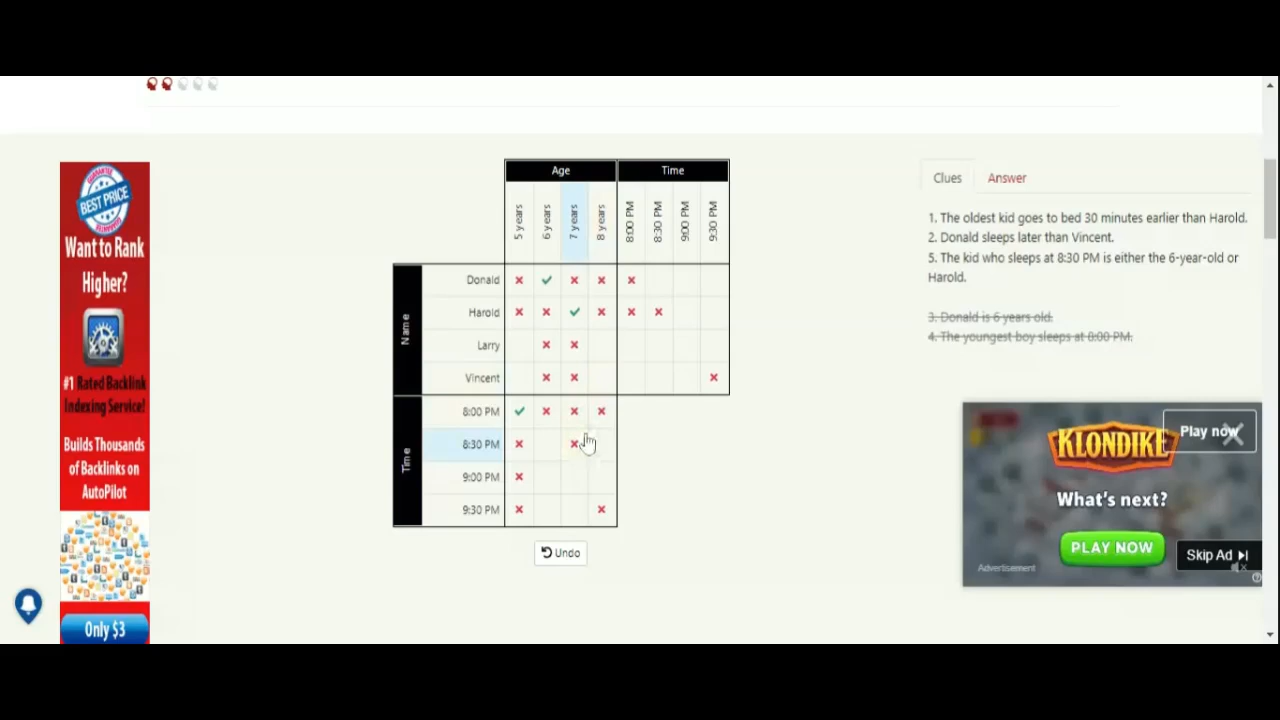 BEST PRICE
Want to Rank
Higher?
#1 Rated Backlink
Indexing Service!
Builds Thousands
of Backlinks on
AutoPilot
Only $3
Age
Time
5 years
6 years
7 years
8 years
8:00 PM
8:30 PM
9:00 PM
9:30 PM
Name
Donald
Harold
Larry
Vincent
Time
8:00 PM
8:30 PM
9:00 PM
9:30 PM
Undo
Clues
Answer
1. The oldest kid goes to bed 30 minutes earlier than Harold.
2. Donald sleeps later than Vincent.
5. The kid who sleeps at 8:30 PM is either the 6-year-old or
Harold.
3. Donald is 6 years old.
4. The youngest boy sleeps at 8:00 PM.
Play now
KLONDIKE
What's next?
PLAY NOW
Skip Ad
Advertisement